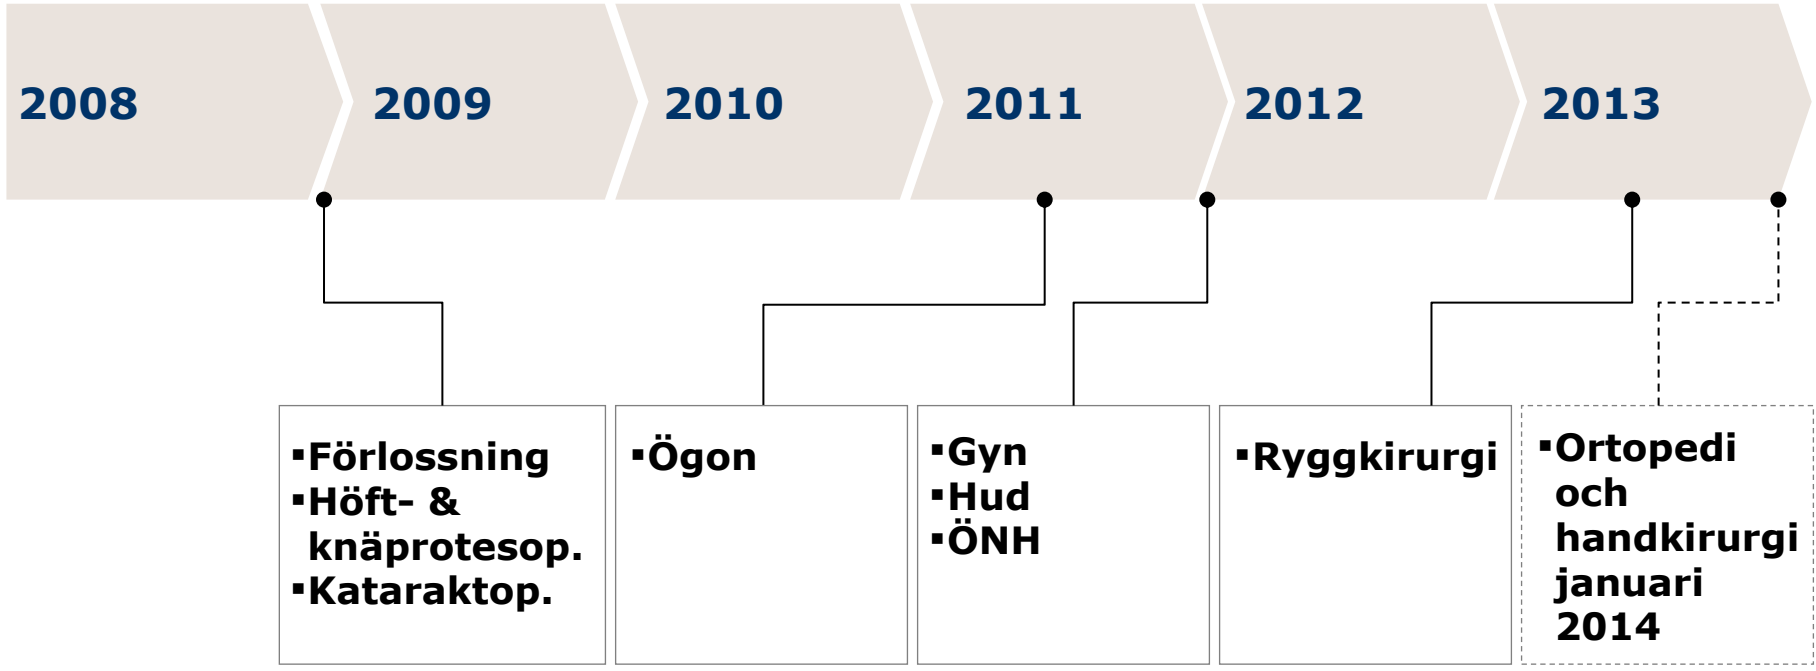 2008
2009
2010
2011
2012
2013
▪Förlossning
▪Höft- &
knäprotesop.
▪Kataraktop.
▪Ögon
▪Gyn
▪Hud
▪ÖNH
▪Ryggkirurgi
▪Ortopedi
och
handkirurgi
januari
2014